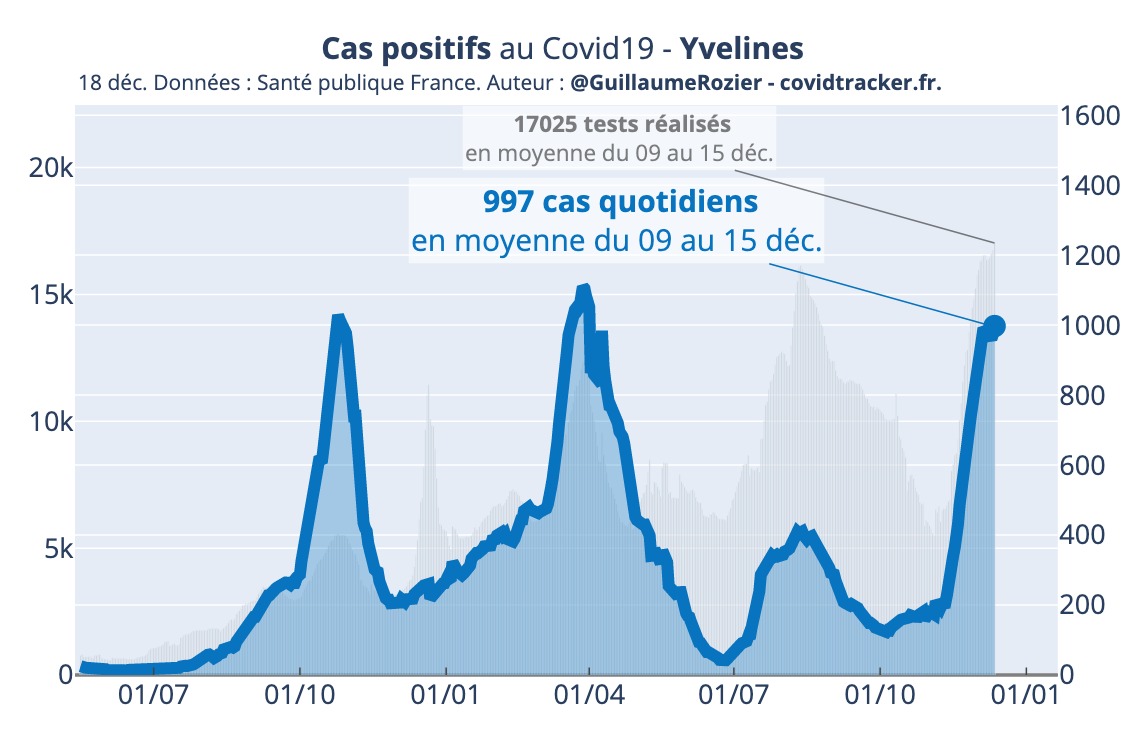 Cas positifs au Covid19 - Yvelines
18 déc. Données : Santé publique France. Auteur : @GuillaumeRozier - covidtracker.fr.
17025 tests réalisés
en moyenne du 09 au 15 déc.
997 cas quotidiens
en moyenne du 09 au 15 déc.
20k
15k
10k
5k
0
1600
1400
1200
1000
800
600
400
200
0
01/07
01/10
01/01
01/04
01/07
01/10
01/01